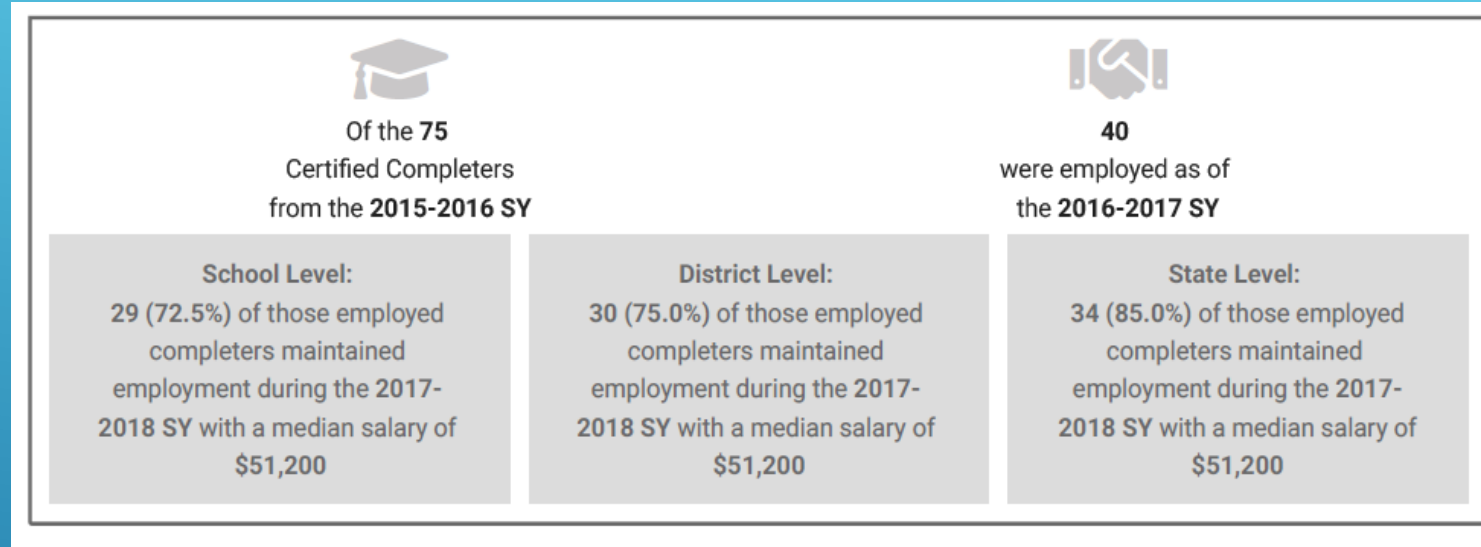 Of the 75
Certified Completers
from the 2015-2016 SY
40
were employed as of
the 2016-2017 SY
School Level:
29 (72.5%) of those employed
completers maintained
employment during the 2017-
2018 SY with a median salary of
$51,200
District Level:
30 (75.0%) of those employed
completers maintained
employment during the 2017-
2018 SY with a median salary of
$51,200
State Level:
34 (85.0%) of those employed
completers maintained
employment during the 2017-
2018 SY with a median salary of
$51,200